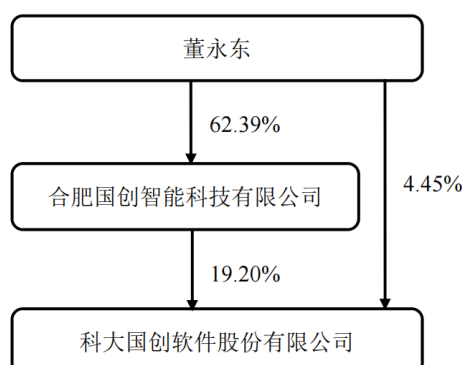 董永东
62.39%
合肥国创智能科技有限公司
4.45%
19.20%
科大国创软件股份有限公司